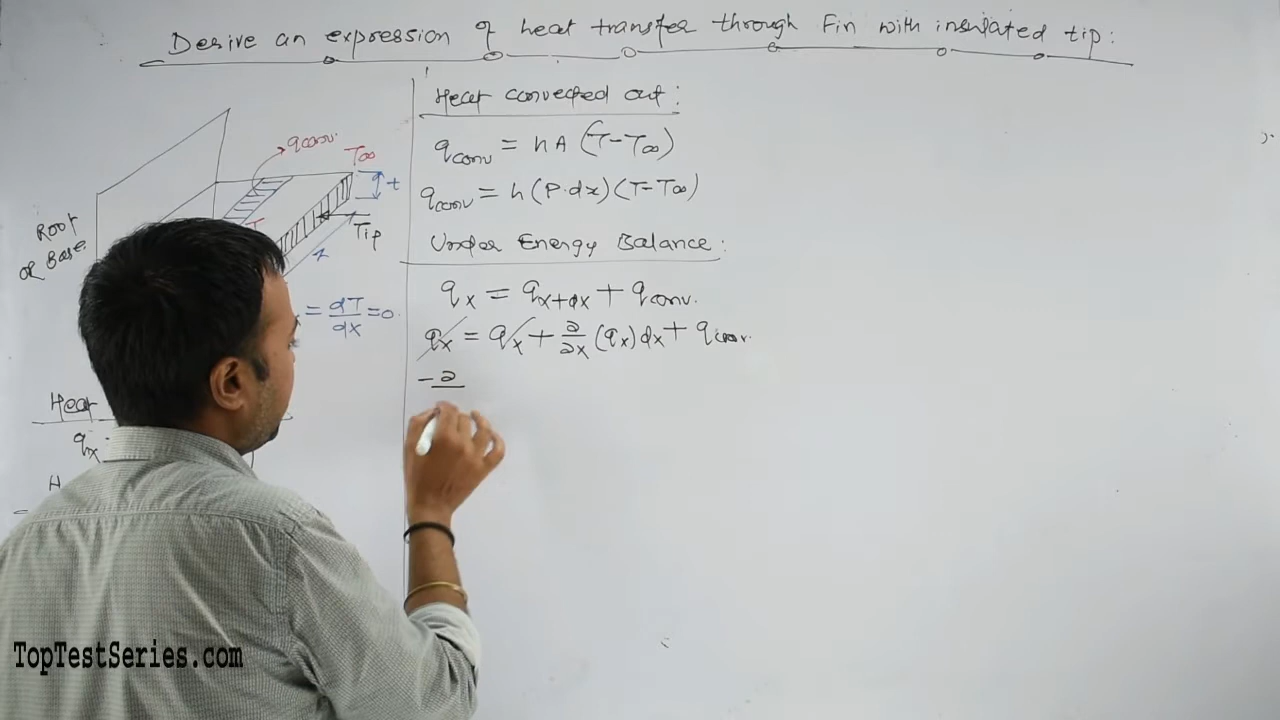 Derive an expression of heat transfer through Fin with insulated tip:
qconv.
T∞
t
Root
or Base.
T
Tip
x
= dT/dx = 0.
Heat
qx
H
Heat convected out:
qconv = hA (T-T∞)
qconv = h (P.dx) (T-T∞)
Under Energy Balance:
qx = qx+dx + qconv.
qx = qx + ∂/∂x (qx) dx + qconv.
-∂
TopTestSeries.com